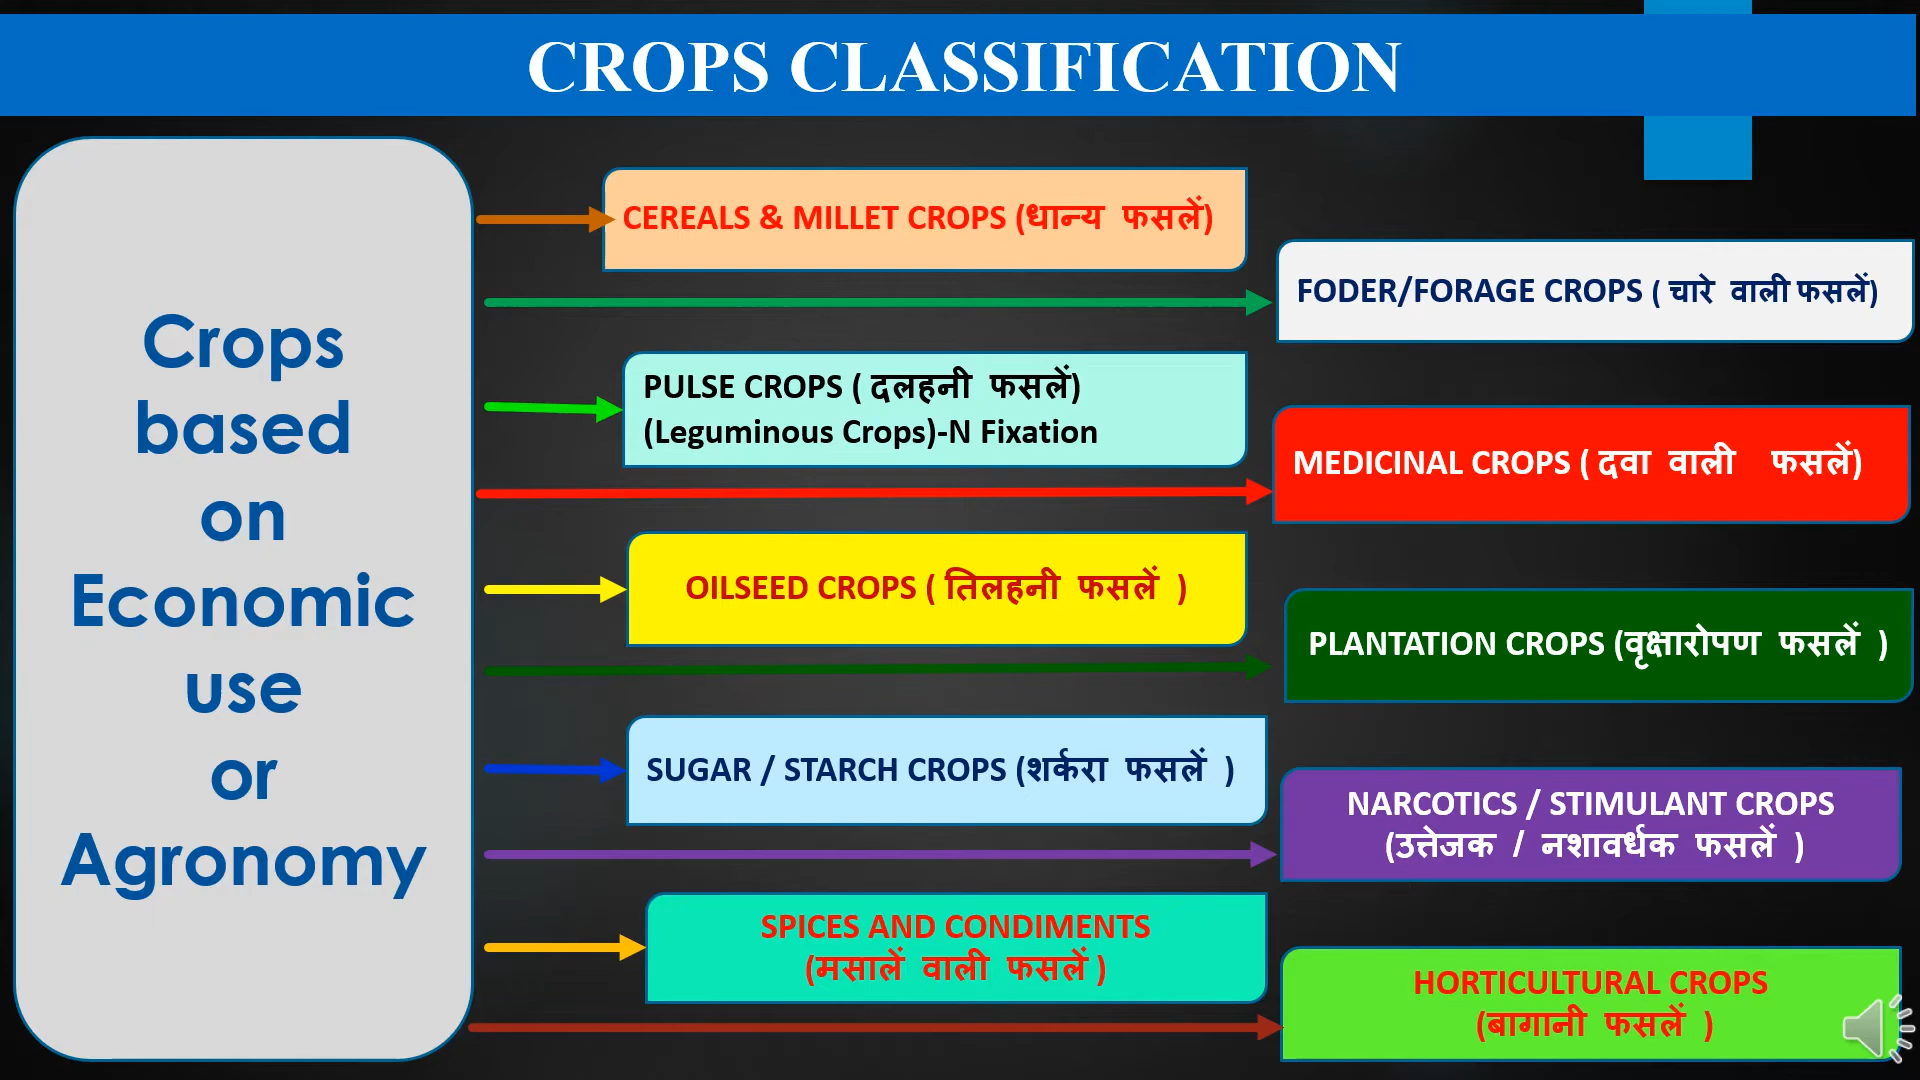 CROPS CLASSIFICATION
Crops
based
on
Economic
use
or
Agronomy
CEREALS & MILLET CROPS (धान्य फसलें)
FODER/FORAGE CROPS ( चारे वाली फसलें)
PULSE CROPS ( दलहनी फसलें)
(Leguminous Crops)-N Fixation
MEDICINAL CROPS ( दवा वाली फसलें)
OILSEED CROPS ( तिलहनी फसलें )
PLANTATION CROPS (वृक्षारोपण फसलें )
SUGAR / STARCH CROPS (शर्करा फसलें )
NARCOTICS / STIMULANT CROPS
(उत्तेजक / नशावर्धक फसलें )
SPICES AND CONDIMENTS
(मसालें वाली फसलें )
HORTICULTURAL CROPS
(बागानी फसलें )